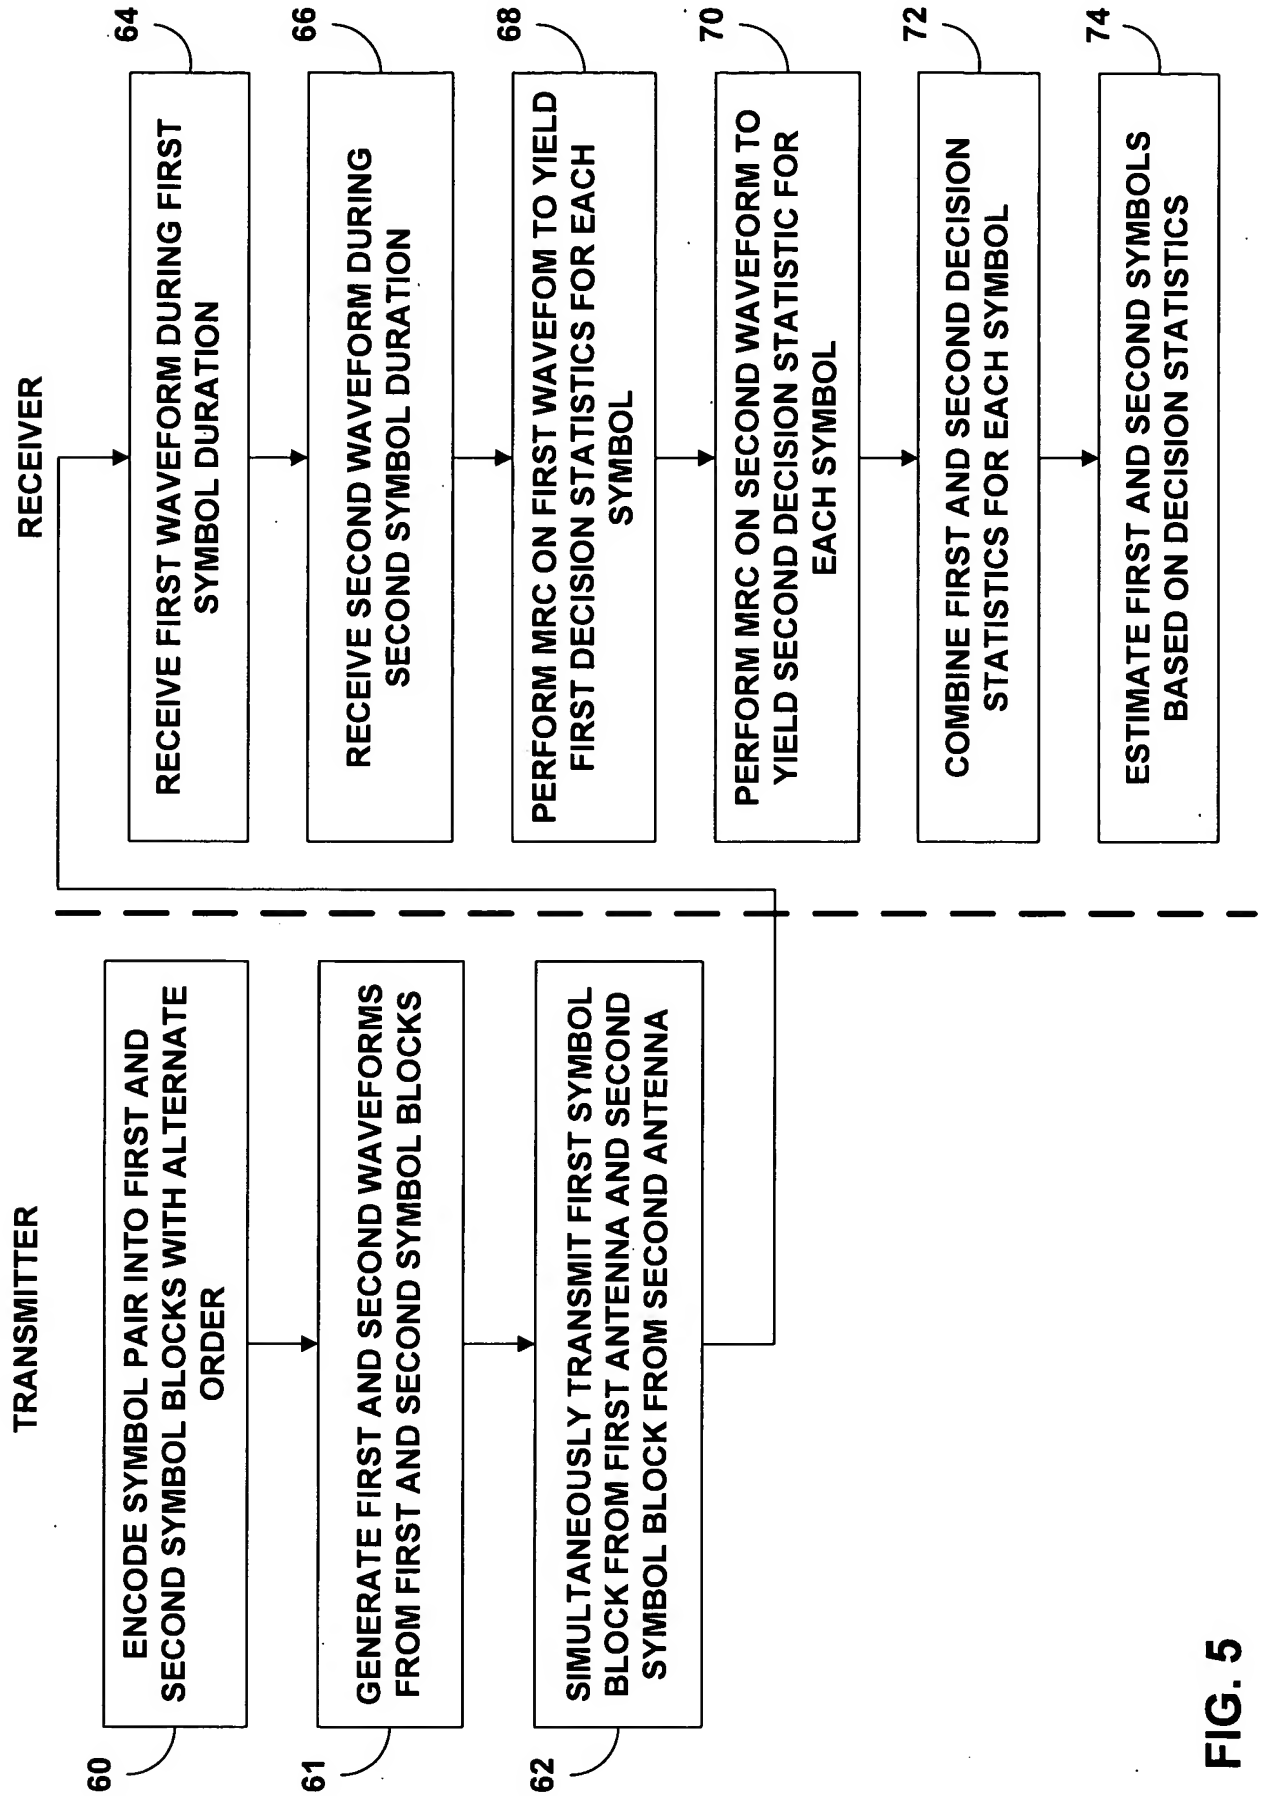 TRANSMITTER
60
ENCODE SYMBOL PAIR INTO FIRST AND
SECOND SYMBOL BLOCKS WITH ALTERNATE
ORDER
61
GENERATE FIRST AND SECOND WAVEFORMS
FROM FIRST AND SECOND SYMBOL BLOCKS
62
SIMULTANEOUSLY TRANSMIT FIRST SYMBOL
BLOCK FROM FIRST ANTENNA AND SECOND
SYMBOL BLOCK FROM SECOND ANTENNA
RECEIVER
64
RECEIVE FIRST WAVEFORM DURING FIRST
SYMBOL DURATION
66
RECEIVE SECOND WAVEFORM DURING
SECOND SYMBOL DURATION
68
PERFORM MRC ON FIRST WAVEFOM TO YIELD
FIRST DECISION STATISTICS FOR EACH
SYMBOL
70
PERFORM MRC ON SECOND WAVEFORM TO
YIELD SECOND DECISION STATISTIC FOR
EACH SYMBOL
72
COMBINE FIRST AND SECOND DECISION
STATISTICS FOR EACH SYMBOL
74
ESTIMATE FIRST AND SECOND SYMBOLS
BASED ON DECISION STATISTICS
FIG. 5